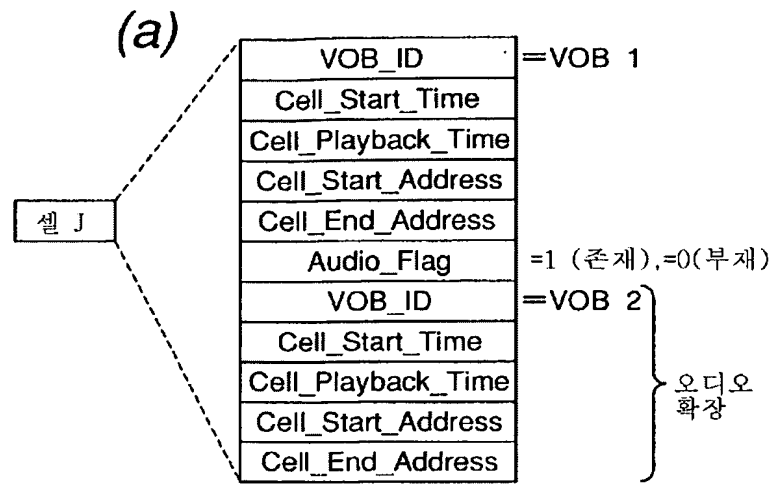 (a)
VOB_ID =VOB 1
Cell_Start_Time
Cell_Playback_Time
Cell_Start_Address
셀 J
Cell_End_Address
Audio_Flag =1 (존재),=0(부재)
VOB_ID =VOB 2
Cell_Start_Time
Cell_Playback_Time
오디오
확장
Cell_Start_Address
Cell_End_Address